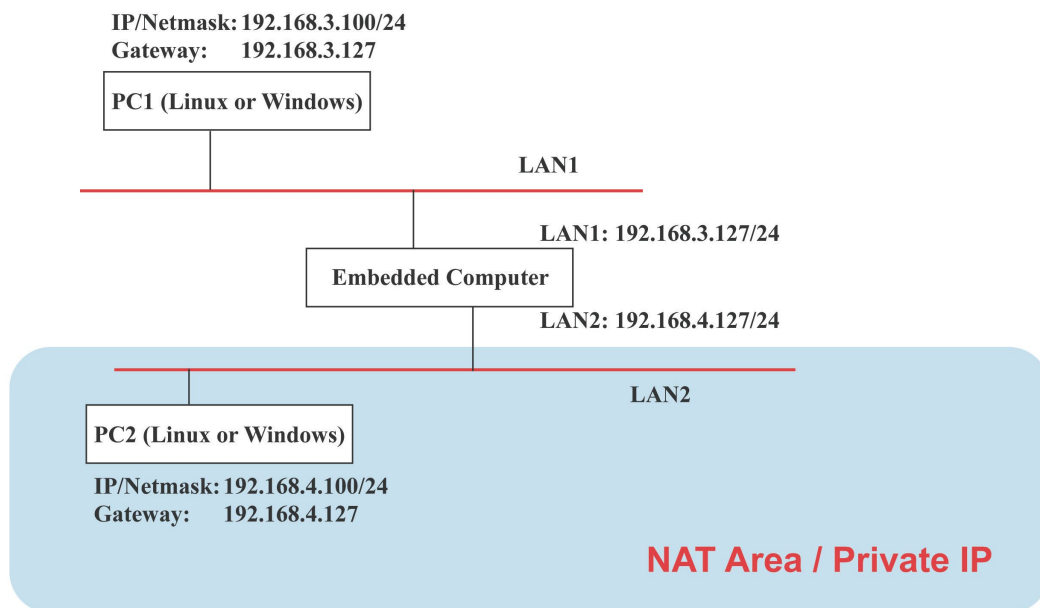 IP/Netmask: 192.168.3.100/24
Gateway: 192.168.3.127
PC1 (Linux or Windows)
LAN1
LAN1: 192.168.3.127/24
Embedded Computer
LAN2: 192.168.4.127/24
LAN2
PC2 (Linux or Windows)
IP/Netmask: 192.168.4.100/24
Gateway: 192.168.4.127
NAT Area / Private IP